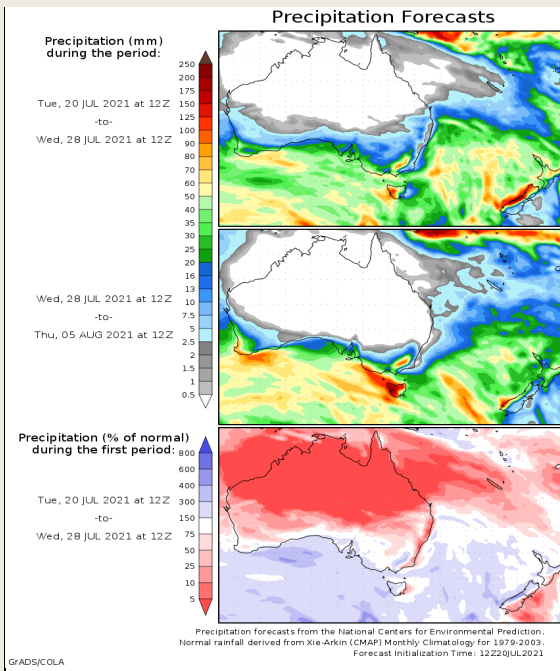 Precipitation Forecasts
Precipitation (mm)
during the period:
Tue, 20 JUL 2021 at 12Z
-to-
Wed, 28 JUL 2021 at 12Z
250
200
175
150
125
100
90
80
70
60
50
40
35
30
25
20
16
13
10
7.5
5
2.5
2
1.5
1
0.5
Wed, 28 JUL 2021 at 12Z
-to-
Thu, 05 AUG 2021 at 12Z
Precipitation (% of normal)
during the first period:
Tue, 20 JUL 2021 at 12Z
-to-
Wed, 28 JUL 2021 at 12Z
800
600
400
300
150
75
50
25
10
5
Precipitation forecasts from the National Centers for Environmental Prediction.
Normal rainfall derived from Xie-Arkin (CMAP) Monthly Climatology for 1979-2003.
Forecast Initialization Time: 12Z20JUL2021
GrADS/COLA